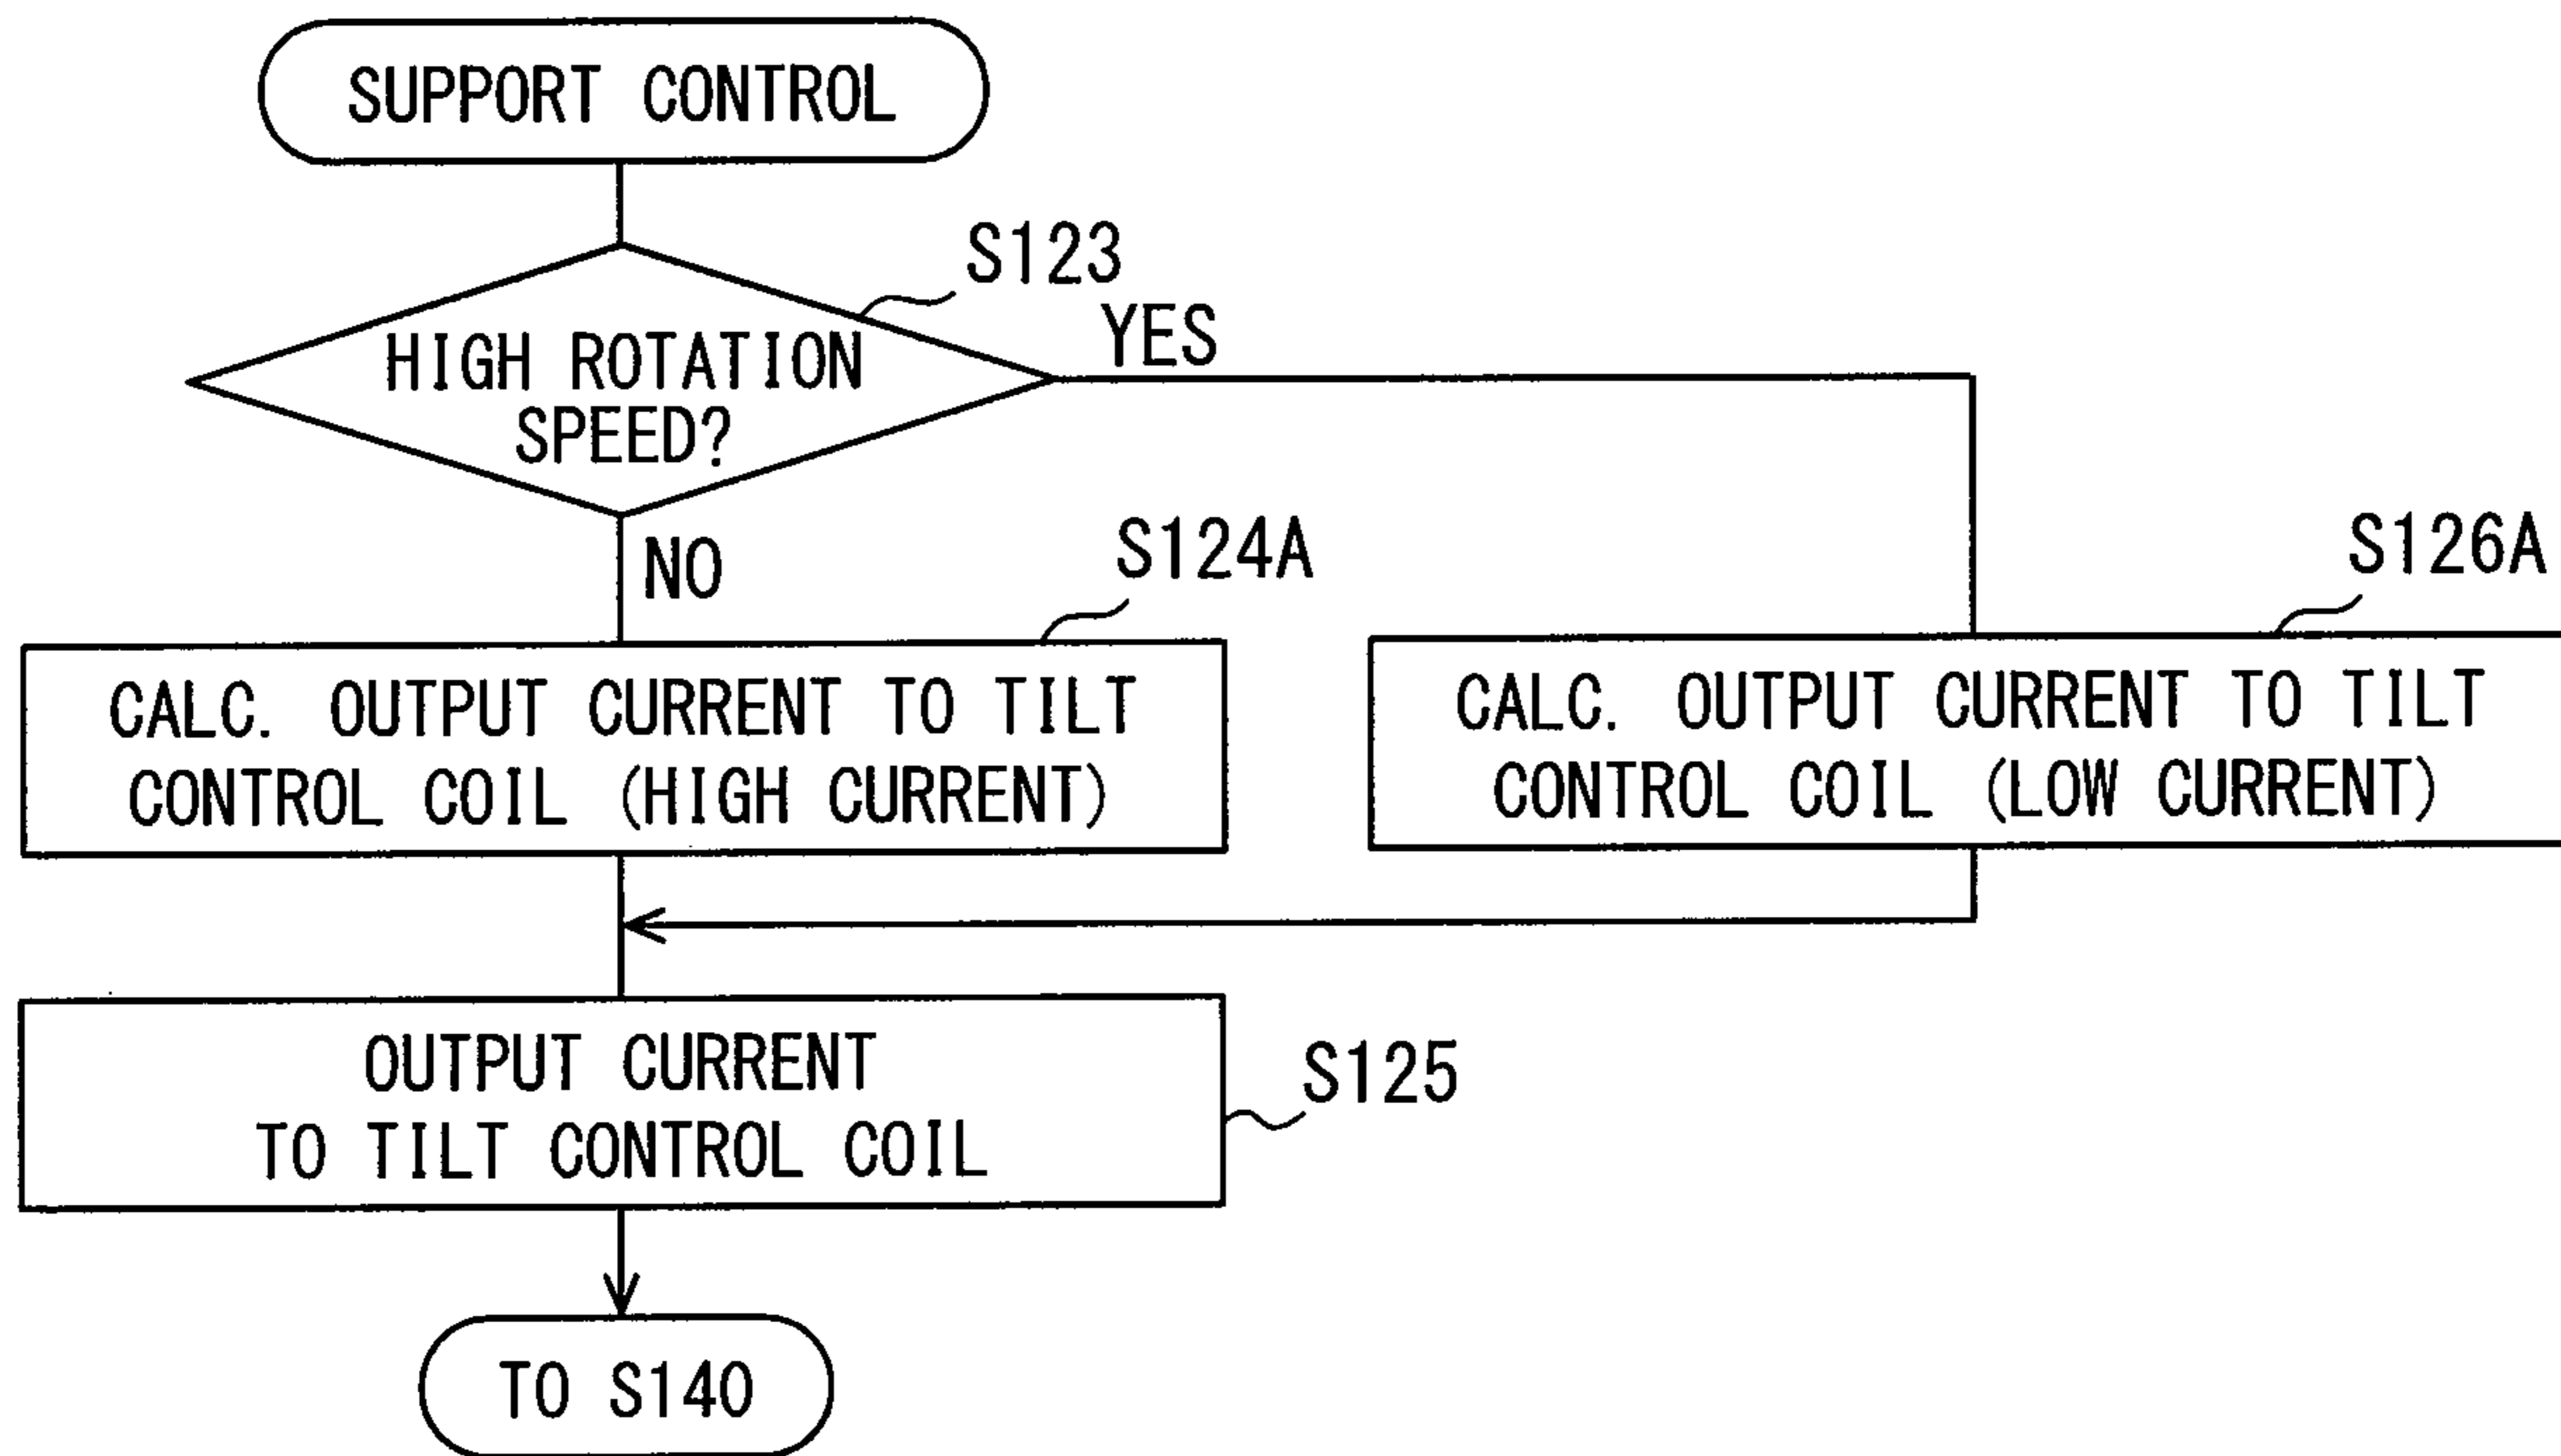 SUPPORT CONTROL
S123
HIGH ROTATION
SPEED?
YES
NO
S124A
CALC. OUTPUT CURRENT TO TILT
CONTROL COIL (HIGH CURRENT)
S126A
CALC. OUTPUT CURRENT TO TILT
CONTROL COIL (LOW CURRENT)
OUTPUT CURRENT
TO TILT CONTROL COIL
S125
TO S140